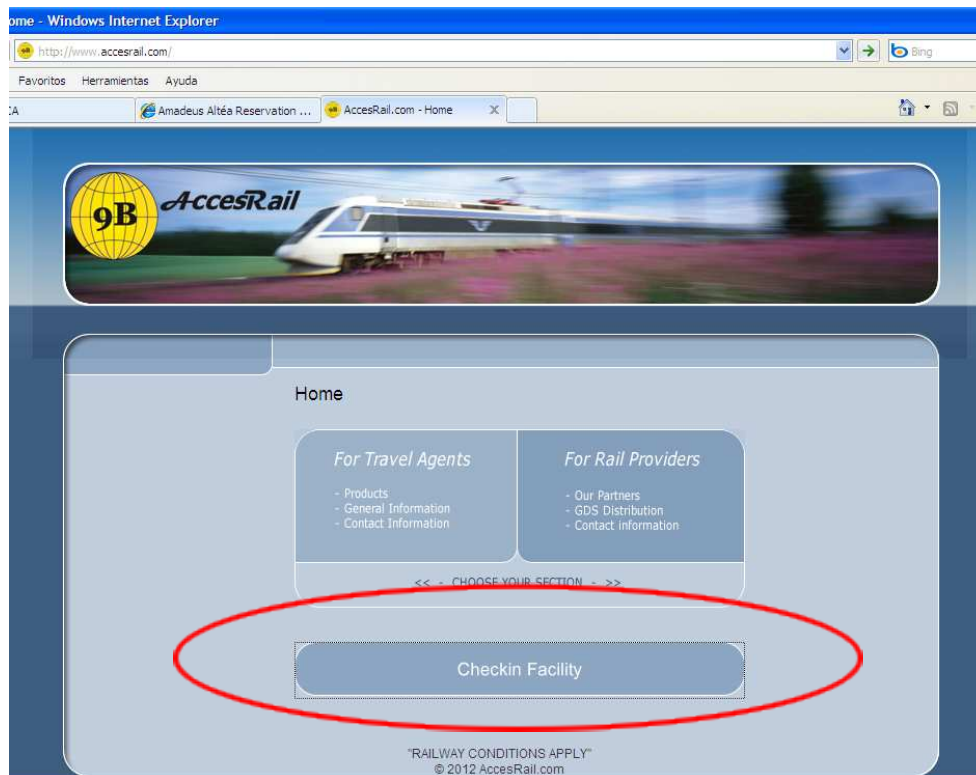 ome - Windows Internet Explorer
http://www.accesrail.com/
Bing
Favoritos Herramientas Ayuda
CA
Amadeus Altéa Reservation ...
AccesRail.com - Home
9B
AccesRail
Home
For Travel Agents
- Products
- General Information
- Contact Information
For Rail Providers
- Our Partners
- GDS Distribution
- Contact information
<< - CHOOSE YOUR SECTION - >>
Checkin Facility
"RAILWAY CONDITIONS APPLY"
© 2012 AccesRail.com